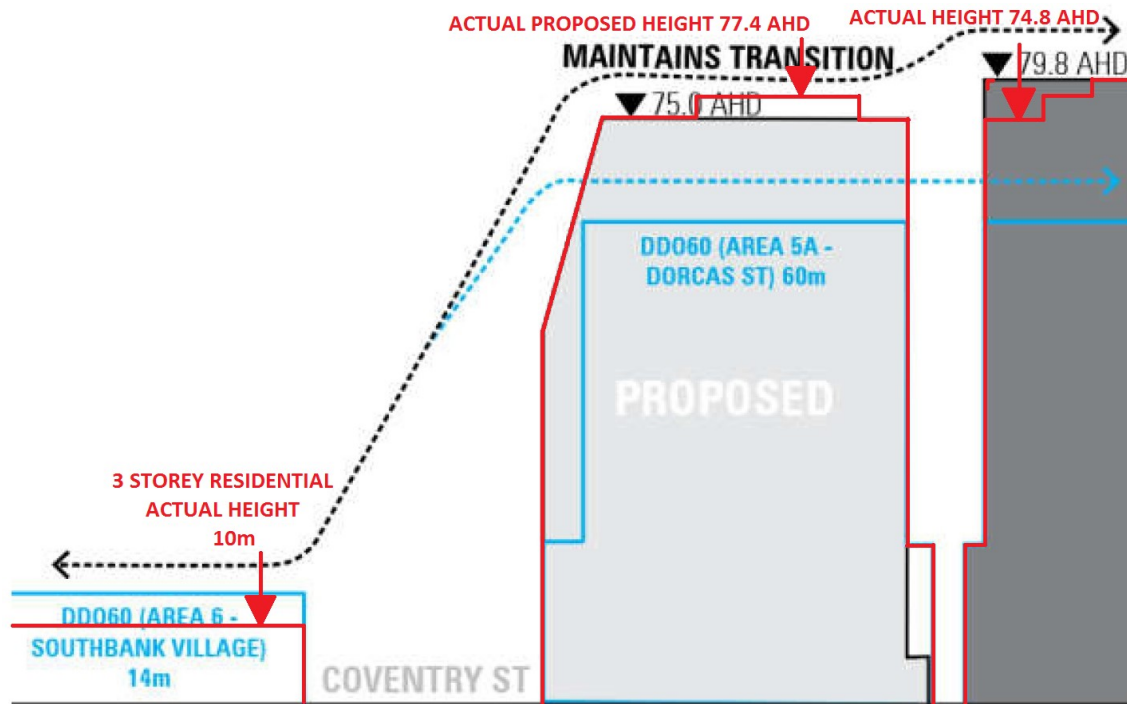 ACTUAL PROPOSED HEIGHT 77.4 AHD
ACTUAL HEIGHT 74.8 AHD
MAINTAINS TRANSITION
79.8 AHD
75.0 AHD
DDO60 (AREA 5A -
DORCAS ST) 60m
PROPOSED
3 STOREY RESIDENTIAL
ACTUAL HEIGHT
10m
DDO60 (AREA 6 -
SOUTHBANK VILLAGE)
14m
COVENTRY ST